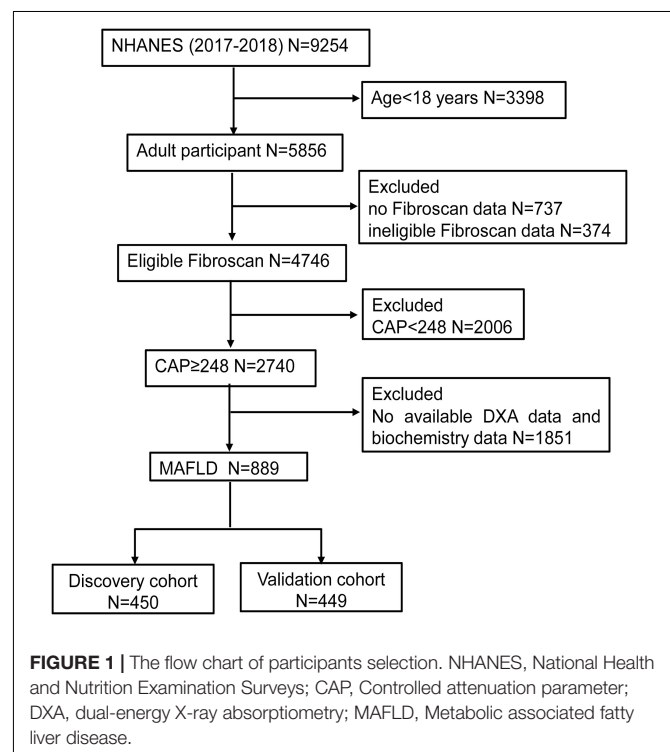 NHANES (2017-2018) N=9254
Age<18 years N=3398
Adult participant N=5856
Excluded
no Fibroscan data N=737
ineligible Fibroscan data N=374
Eligible Fibroscan N=4746
Excluded
CAP<248 N=2006
CAP≥248 N=2740
Excluded
No available DXA data and
biochemistry data N=1851
MAFLD N=889
Discovery cohort
N=450
Validation cohort
N=449
FIGURE 1 | The flow chart of participants selection. NHANES, National Health
and Nutrition Examination Surveys; CAP, Controlled attenuation parameter;
DXA, dual-energy X-ray absorptiometry; MAFLD, Metabolic associated fatty
liver disease.